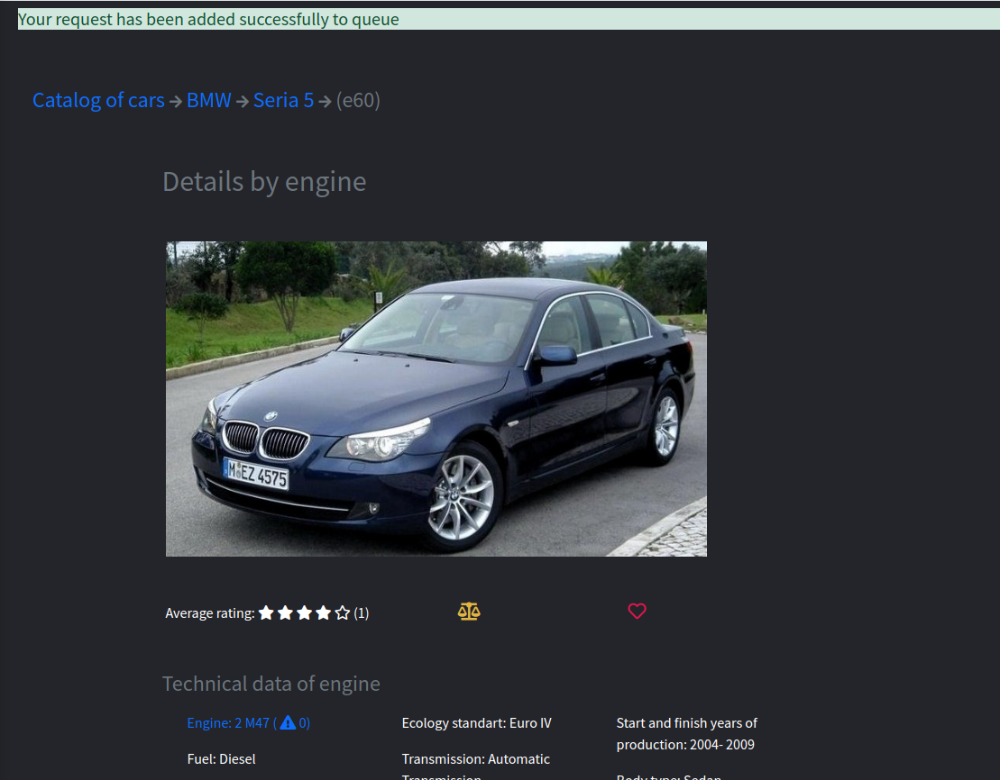 Your request has been added successfully to queue
Catalog of cars → BMW → Seria 5 → (e60)
Details by engine
M EZ 4575
Average rating: (1)
Technical data of engine
Engine: 2 M47 ( 0)
Ecology standart: Euro IV
Start and finish years of
production: 2004- 2009
Fuel: Diesel
Transmission: Automatic
Transmission
Body type: Sedan